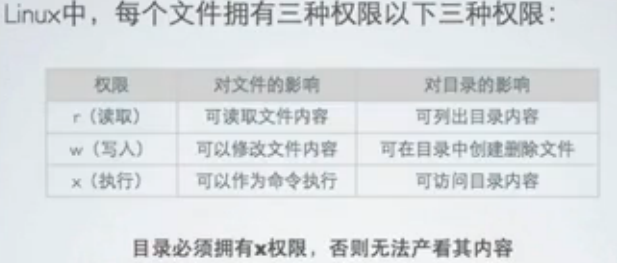 Linux中，每个文件拥有三种权限以下三种权限：
权限 对文件的影响 对目录的影响
r（读取） 可读取文件内容 可列出目录内容
w（写入） 可以修改文件内容 可在目录中创建删除文件
x（执行） 可以作为命令执行 可访问目录内容
目录必须拥有x权限，否则无法产看其内容